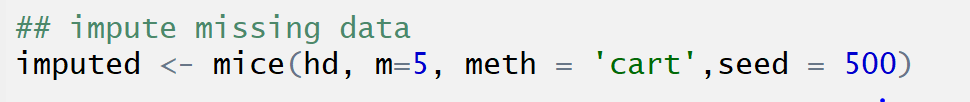 ## impute missing data
imputed <- mice(hd, m=5, meth = 'cart',seed = 500)